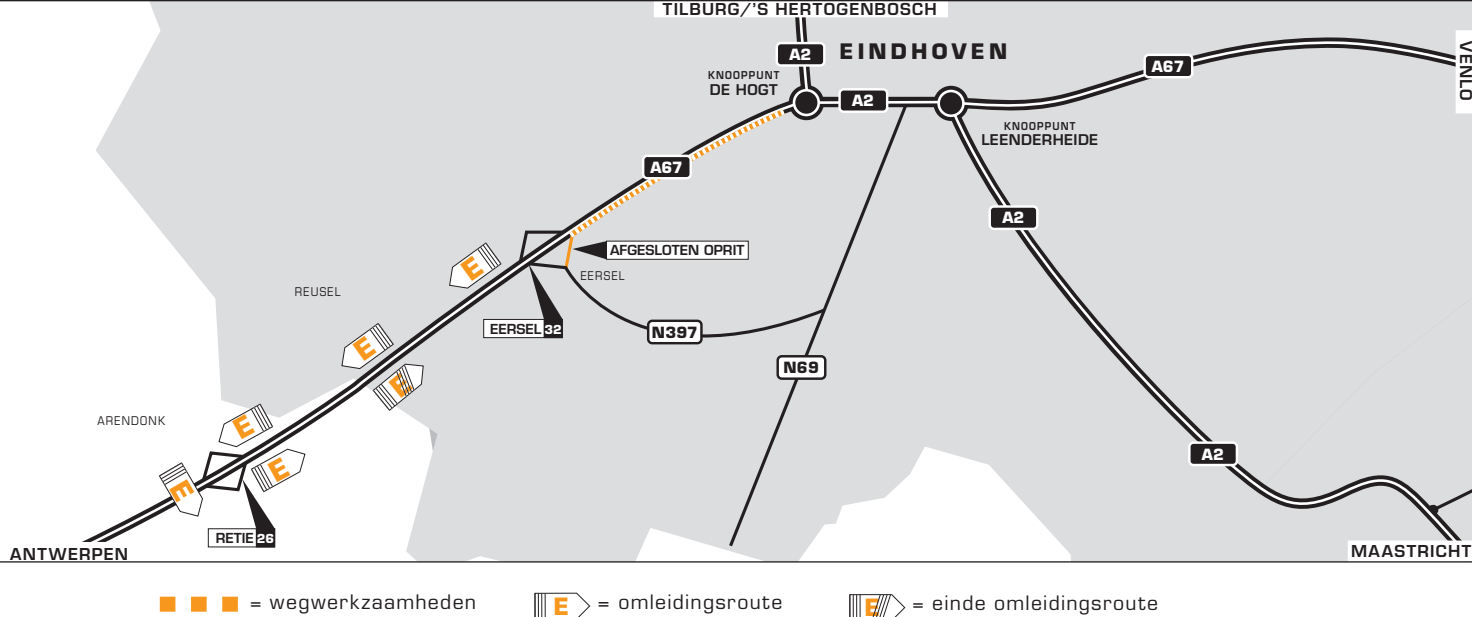 TILBURG/'S HERTOGENBOSCH
A2
EINDHOVEN
VENLO
A67
KNOOPPUNT
DE HOGT
A2
KNOOPPUNT
LEENDERHEIDE
A67
A2
AFGESLOTEN OPRIT
E
EERSEL
REUSEL
EERSEL 32
N397
E
N69
E
ARENDONK
E
E
A2
E
RETIE 26
ANTWERPEN
MAASTRICHT
= wegwerkzaamheden
E = omleidingsroute
E = einde omleidingsroute